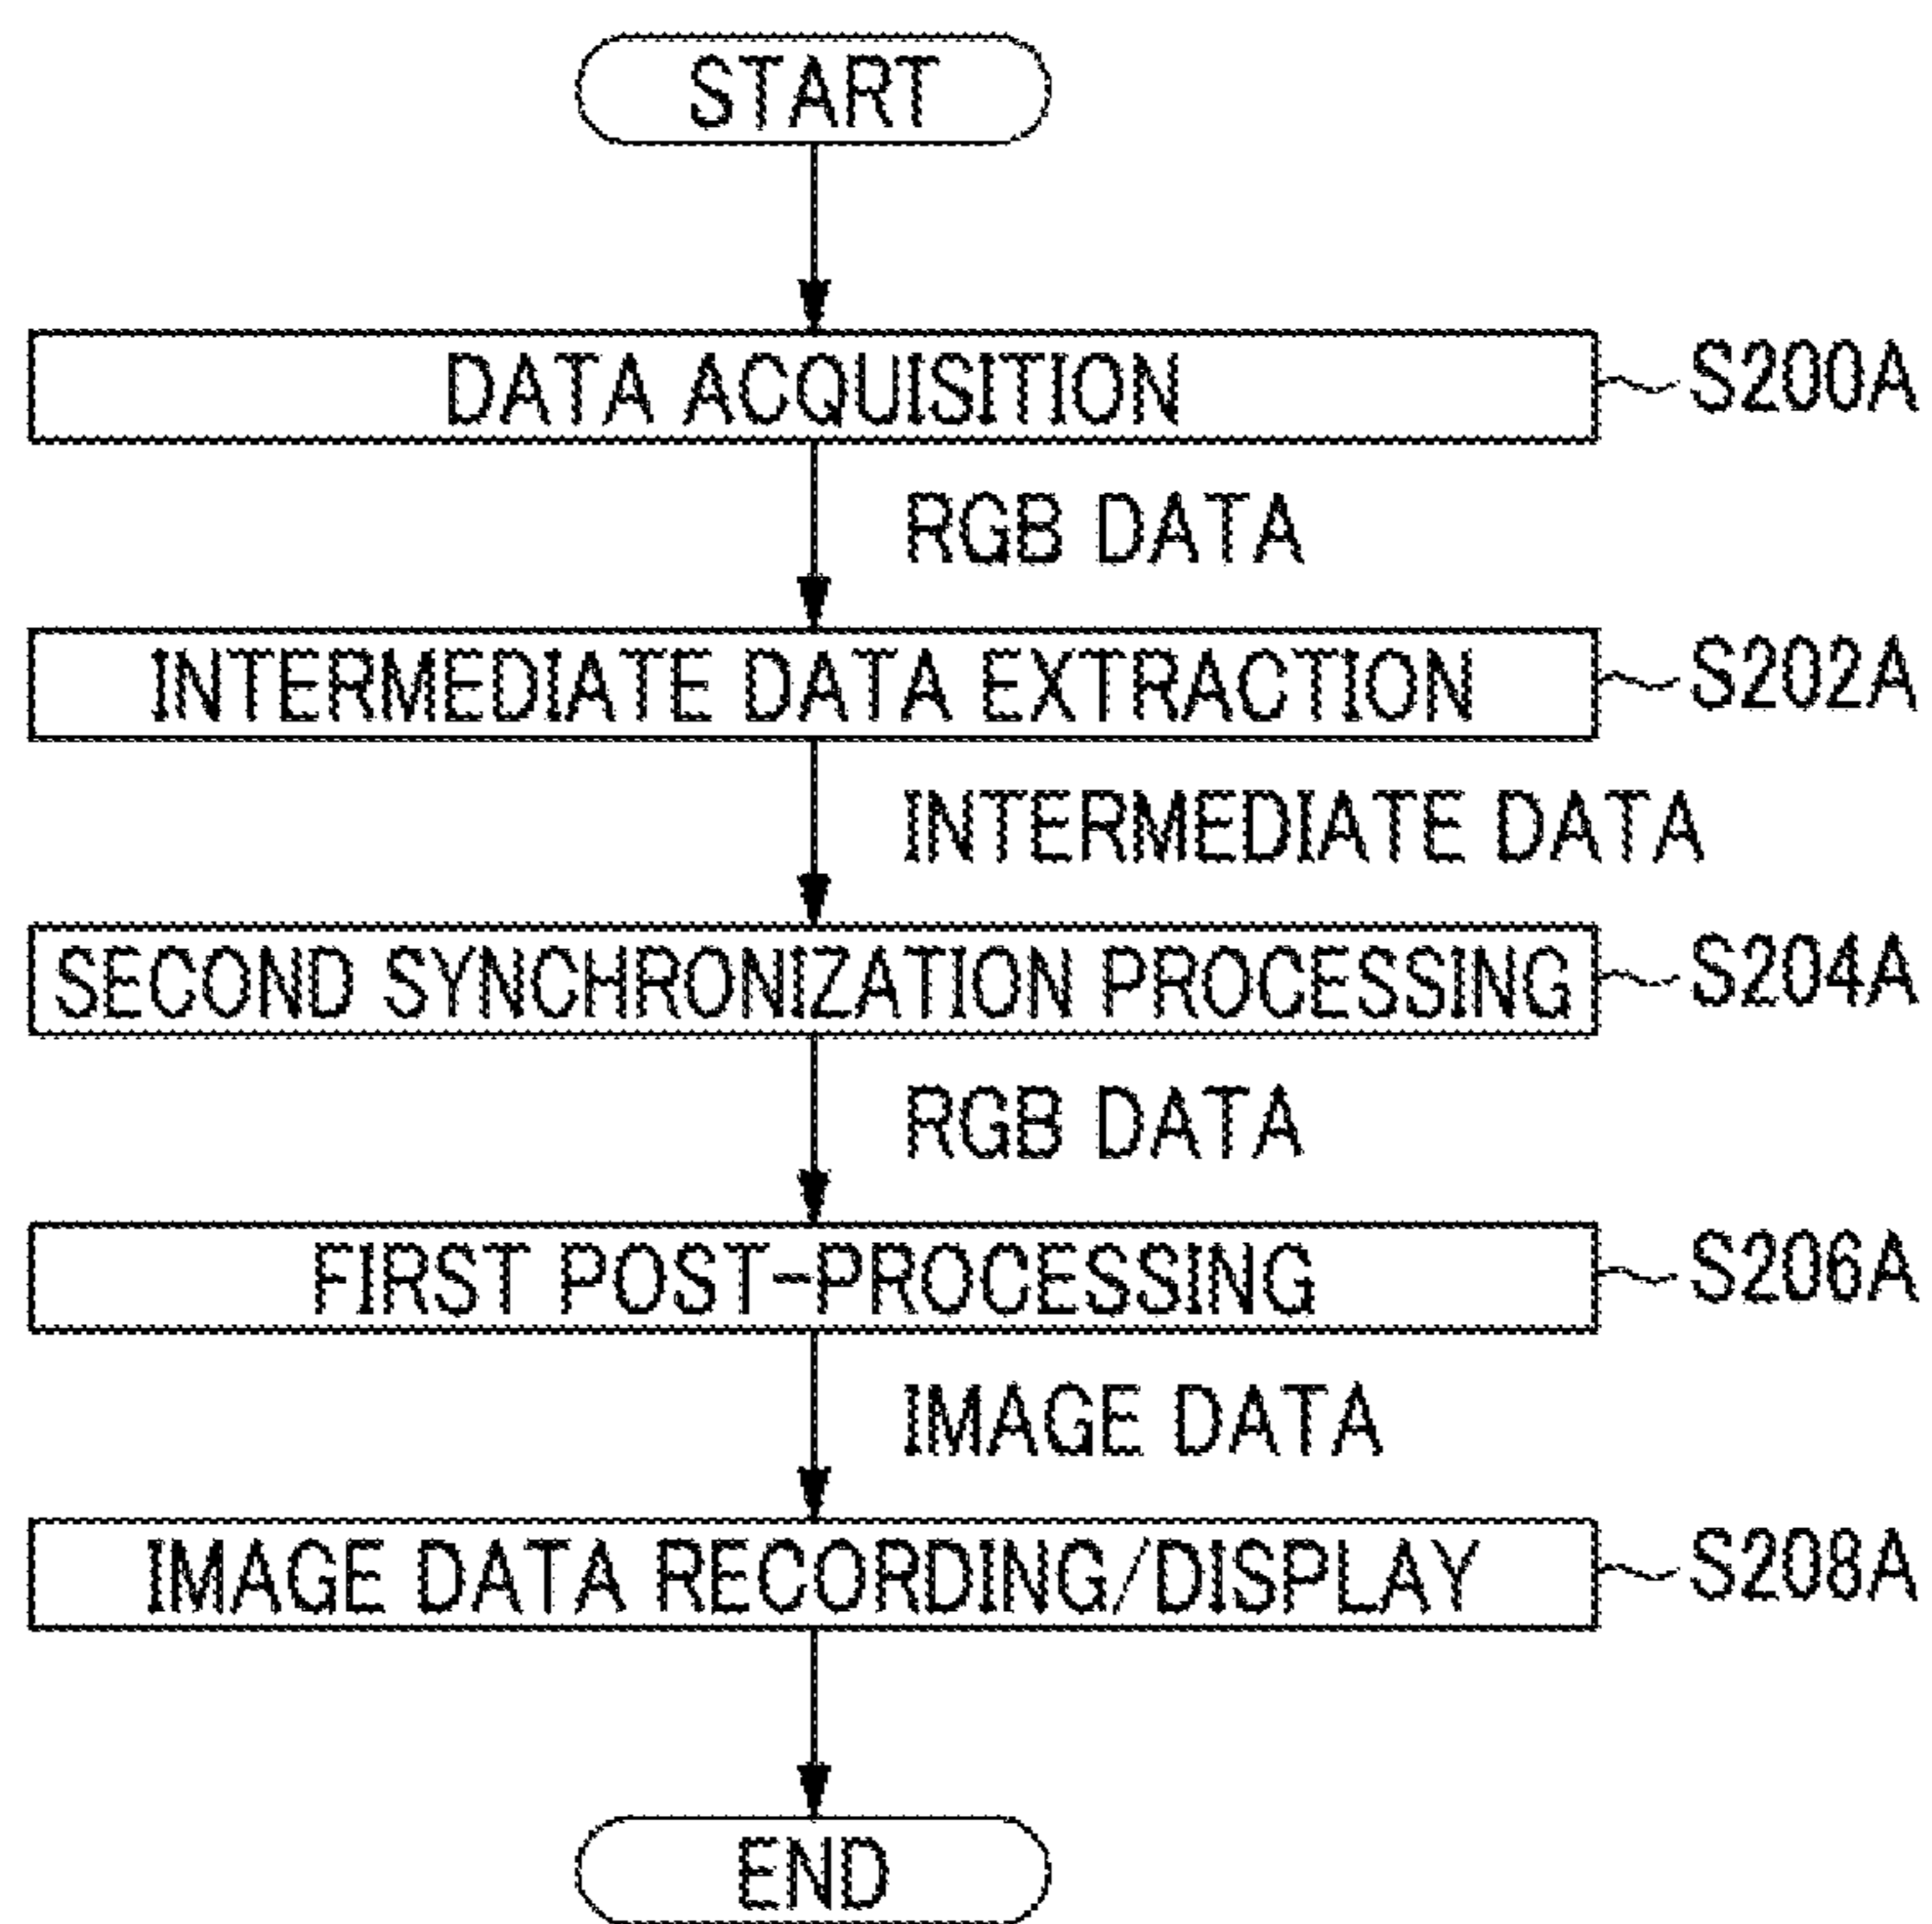 START
DATA ACQUISITION
S200A
RGB DATA
INTERMEDIATE DATA EXTRACTION
S202A
INTERMEDIATE DATA
SECOND SYNCHRONIZATION PROCESSING
S204A
RGB DATA
FIRST POST-PROCESSING
S206A
IMAGE DATA
IMAGE DATA RECORDING/DISPLAY
S208A
END